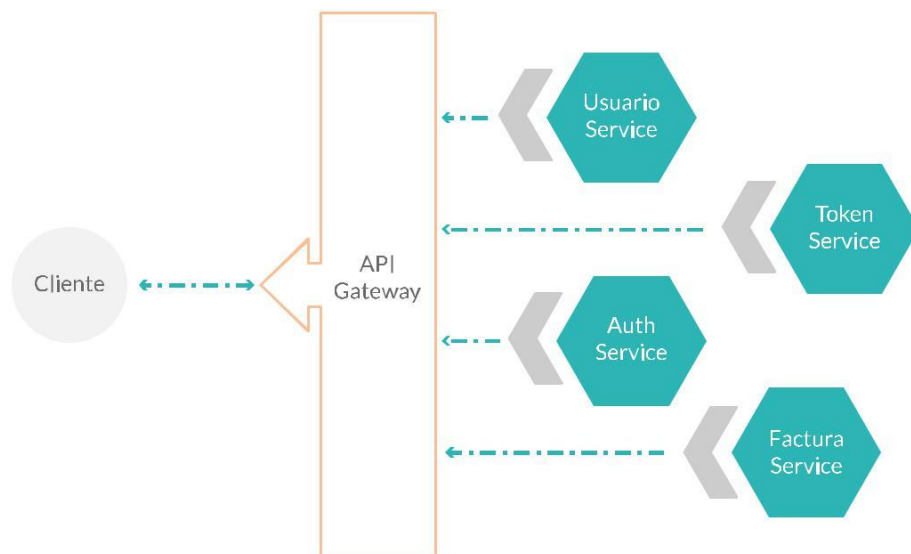 Usuario
Service
Token
Service
Cliente
API
Gateway
Auth
Service
Factura
Service